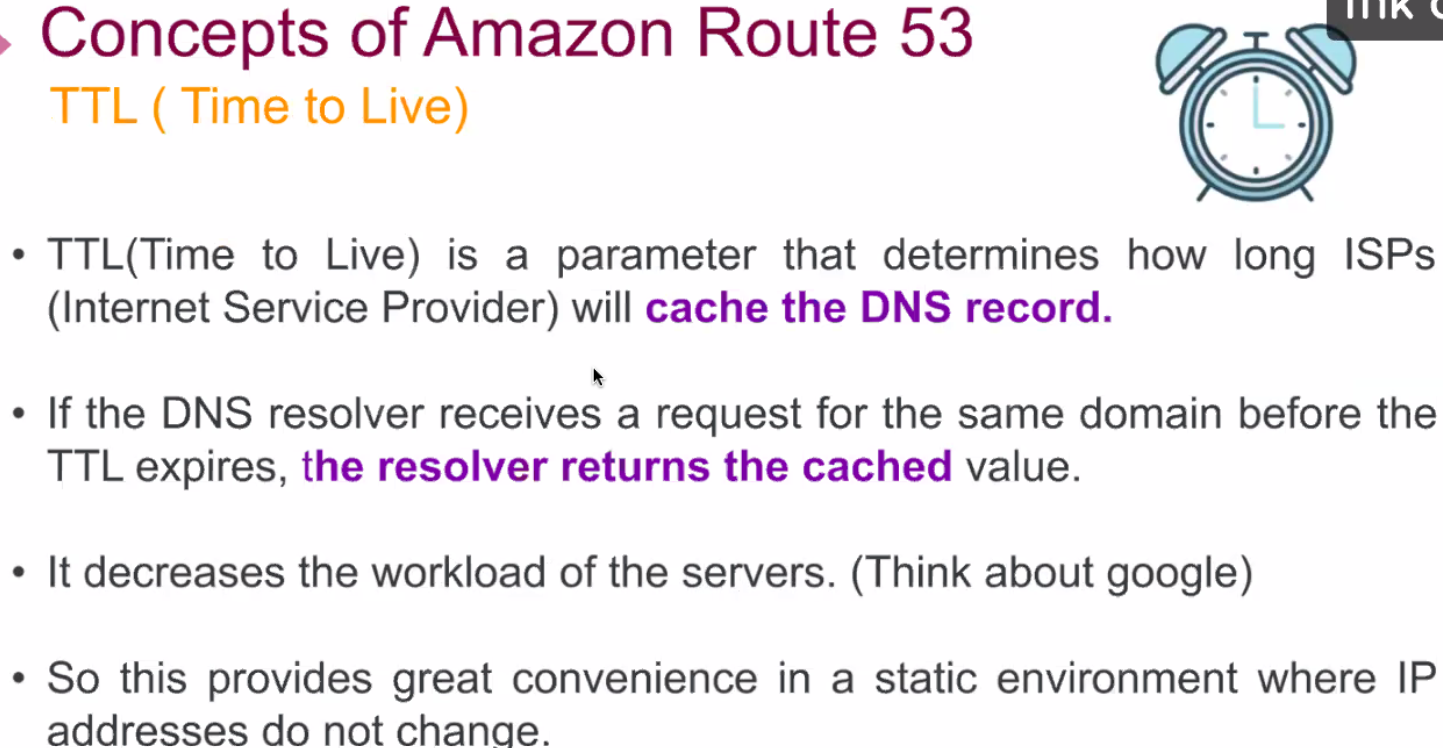 Concepts of Amazon Route 53
TTL ( Time to Live)
• TTL(Time to Live) is a parameter that determines how long ISPs
(Internet Service Provider) will cache the DNS record.
• If the DNS resolver receives a request for the same domain before the
TTL expires, the resolver returns the cached value.
• It decreases the workload of the servers. (Think about google)
• So this provides great convenience in a static environment where IP
addresses do not change.